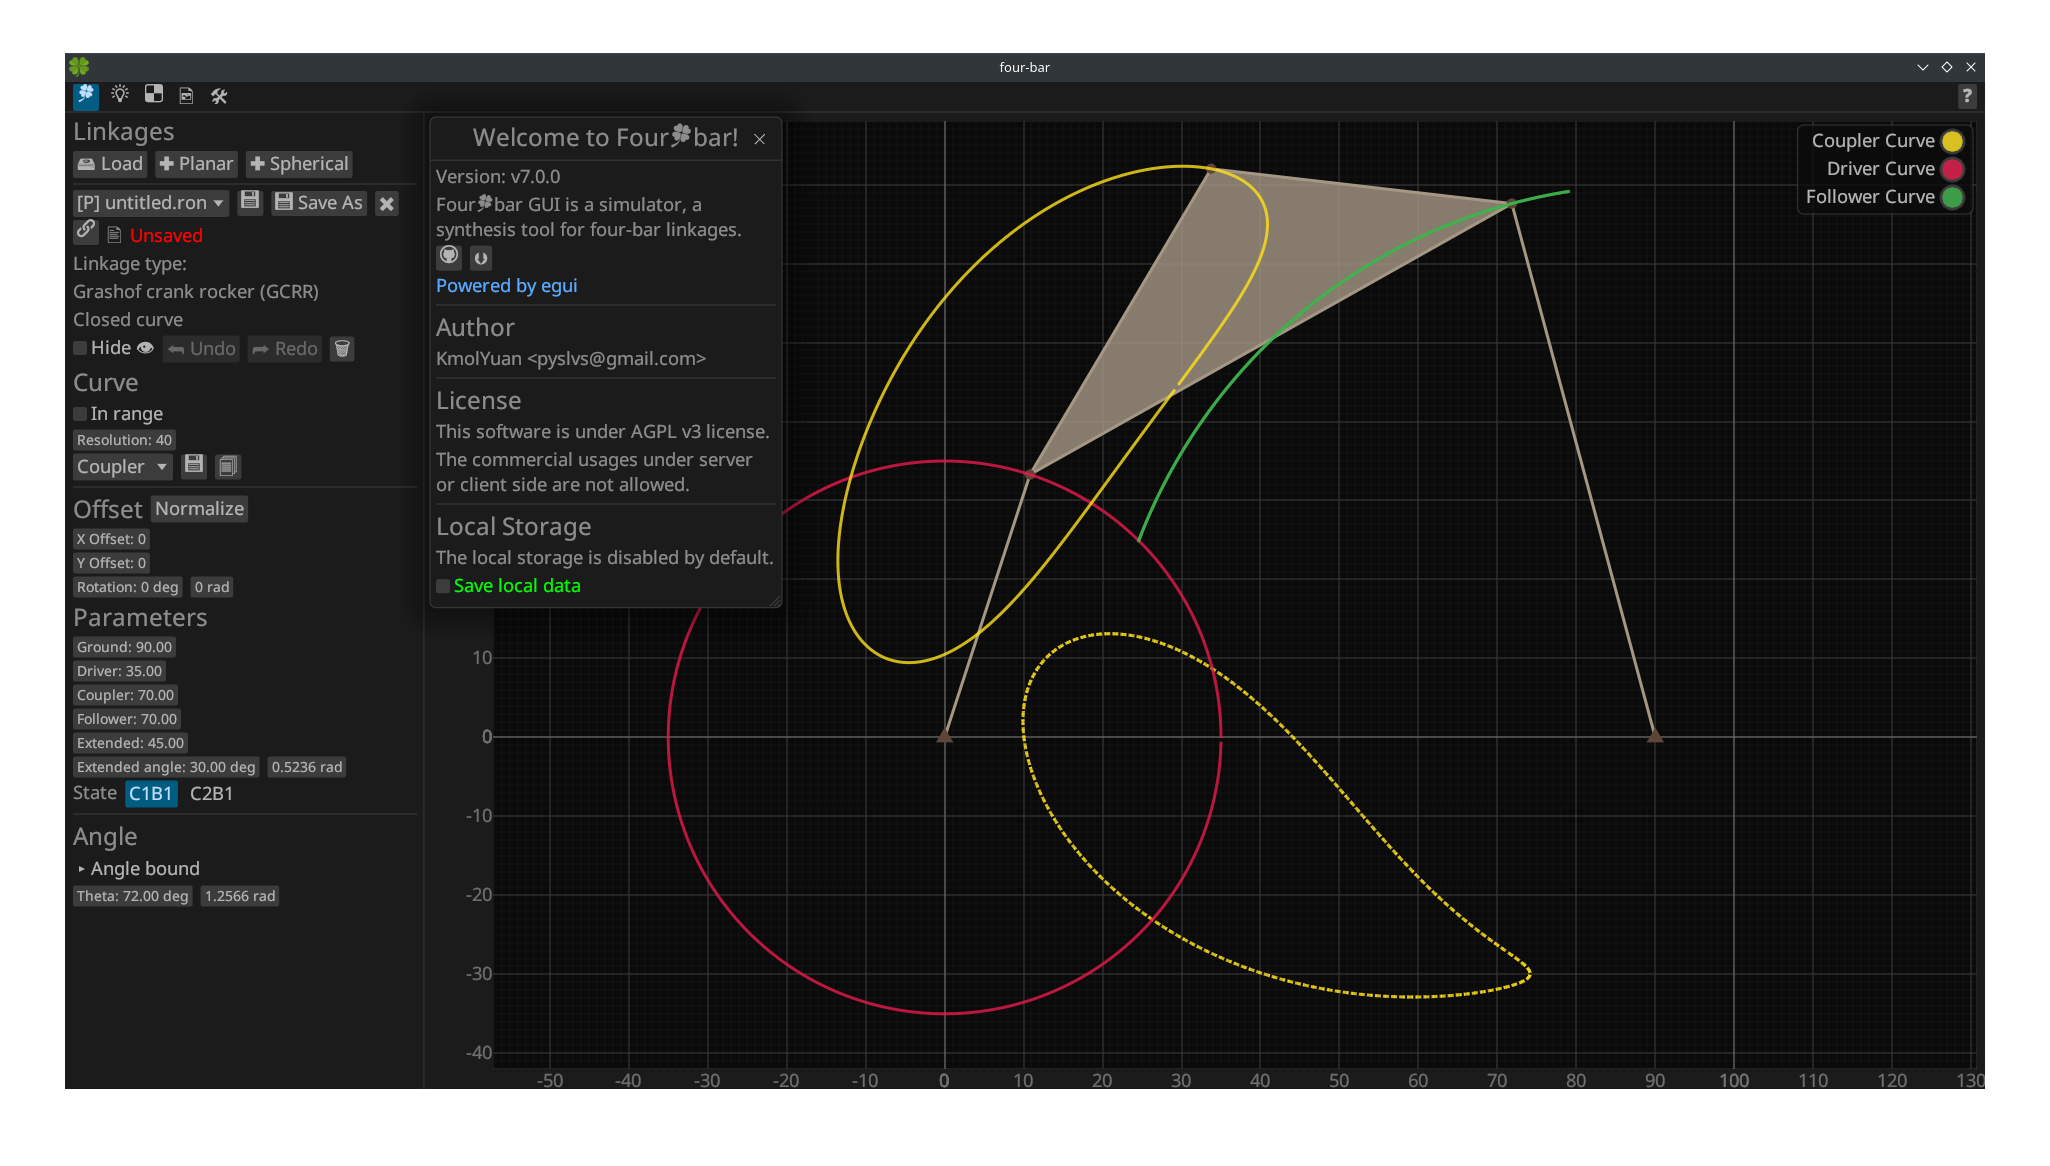 four-bar
?
Linkages
Load Planar Spherical
[P] untitled.ron Save As
Unsaved
Linkage type:
Grashof crank rocker (GCRR)
Closed curve
Hide Undo Redo
Curve
In range
Resolution: 40
Coupler
Offset Normalize
X Offset: 0
Y Offset: 0
Rotation: 0 deg 0 rad
Parameters
Ground: 90.00
Driver: 35.00
Coupler: 70.00
Follower: 70.00
Extended: 45.00
Extended angle: 30.00 deg 0.5236 rad
State C1B1 C2B1
Angle
Angle bound
Theta: 72.00 deg 1.2566 rad
Welcome to Four🍀bar!
Version: v7.0.0
Four🍀bar GUI is a simulator, a
synthesis tool for four-bar linkages.
Powered by egui
Author
KmolYuan <pyslvs@gmail.com>
License
This software is under AGPL v3 license.
The commercial usages under server
or client side are not allowed.
Local Storage
The local storage is disabled by default.
Save local data
Coupler Curve
Driver Curve
Follower Curve
10
0
-10
-20
-30
-40
-50 -40 -30 -20 -10 0 10 20 30 40 50 60 70 80 90 100 110 120 130